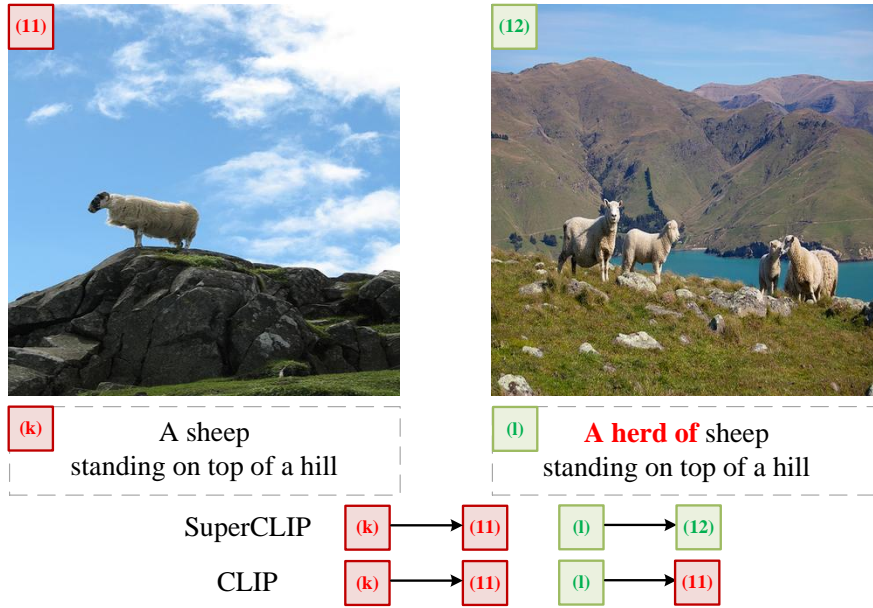 (11)
(12)
(k)
A sheep
standing on top of a hill
(l)
A herd of sheep
standing on top of a hill
SuperCLIP (k) (11) (l) (12)
CLIP (k) (11) (l) (11)